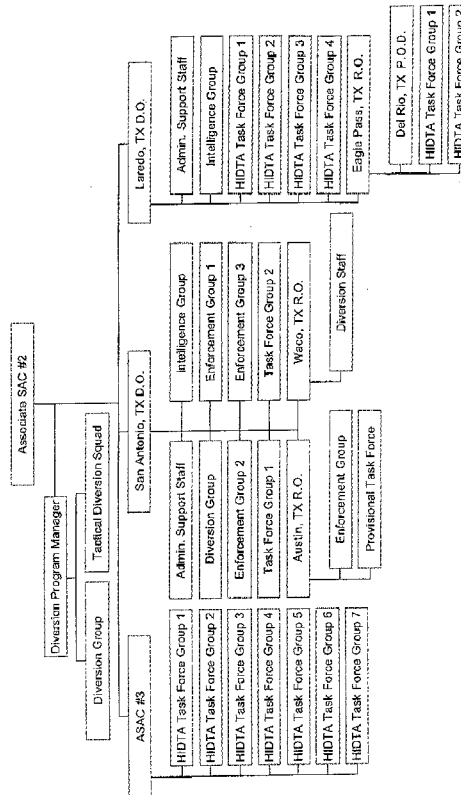 Associate SAC #2
Diversion Program Manager
Diversion Group
Tactical Diversion Squad
ASAC #3
HIDTA Task Force Group 1
HIDTA Task Force Group 2
HIDTA Task Force Group 3
HIDTA Task Force Group 4
HIDTA Task Force Group 5
HIDTA Task Force Group 6
HIDTA Task Force Group 7
San Antonio, TX D.O.
Admin. Support Staff
Intelligence Group
Diversion Group
Enforcement Group 1
Enforcement Group 2
Enforcement Group 3
Task Force Group 1
Task Force Group 2
Austin, TX R.O.
Waco, TX R.O.
Enforcement Group
Provisional Task Force
Diversion Staff
Laredo, TX D.O.
Admin. Support Staff
Intelligence Group
HIDTA Task Force Group 1
HIDTA Task Force Group 2
HIDTA Task Force Group 3
HIDTA Task Force Group 4
Eagle Pass, TX R.O.
Del Rio, TX P.O.D.
HIDTA Task Force Group 1
HIDTA Task Force Group 2